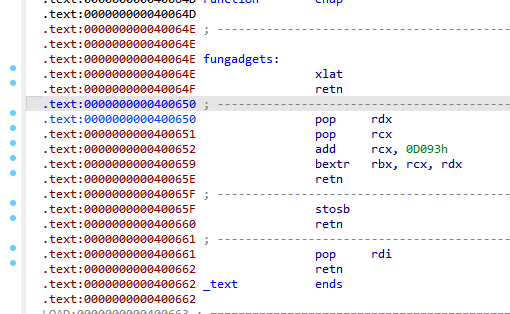 .text:000000000040064D function endp
.text:000000000040064D
.text:000000000040064E ; ---------------------------------------
.text:000000000040064E
.text:000000000040064E fungadgets:
.text:000000000040064E xlat
.text:000000000040064F retn
.text:0000000000400650 ; ---------------------------------------
.text:0000000000400650 pop rdx
.text:0000000000400651 pop rcx
.text:0000000000400652 add rcx, 0D093h
.text:0000000000400659 bextr rbx, rcx, rdx
.text:000000000040065E retn
.text:000000000040065F ; ---------------------------------------
.text:000000000040065F stosb
.text:0000000000400660 retn
.text:0000000000400661 ; ---------------------------------------
.text:0000000000400661 pop rdi
.text:0000000000400662 retn
.text:0000000000400662 _text ends
.text:0000000000400662
LOAD:0000000000400663 ; ---------------------------------------